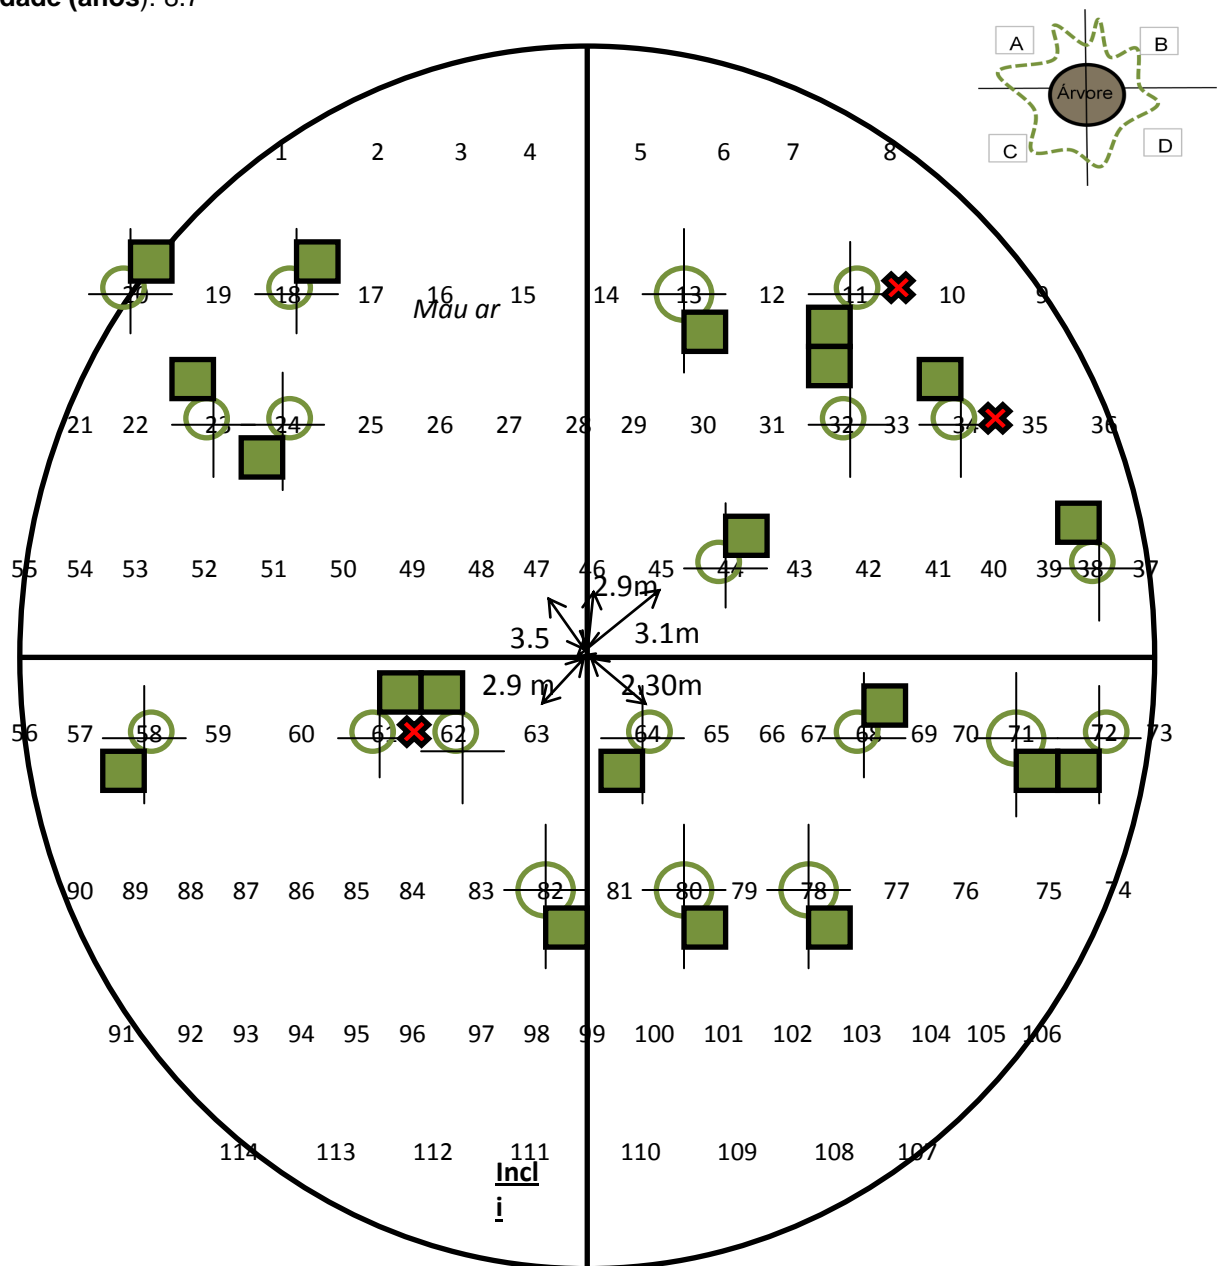 dade (anos): 8.7
A B
Árvore
C D
1 2 3 4 5 6 7 8
20 19 18 17 16 15 14 13 12 11 10 9
Mau ar
21 22 23 24 25 26 27 28 29 30 31 32 33 34 35 36
55 54 53 52 51 50 49 48 47 46 45 44 43 42 41 40 39 38 37
2.9m
3.5 3.1m
2.9 m 2.30m
56 57 58 59 60 61 62 63 64 65 66 67 68 69 70 71 72 73
90 89 88 87 86 85 84 83 82 81 80 79 78 77 76 75 74
91 92 93 94 95 96 97 98 99 100 101 102 103 104 105 106
114 113 112 111 110 109 108 107
Incl
i